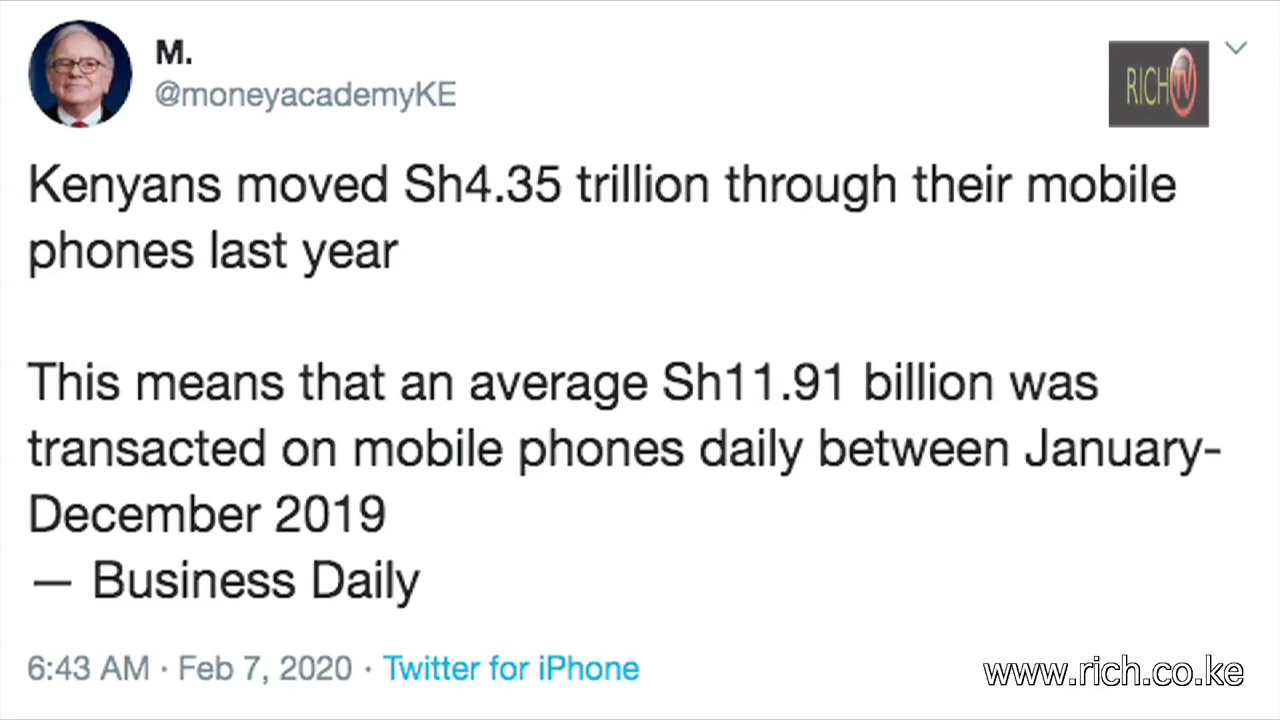 M.
@moneyacademyKE
RICH TV
Kenyans moved Sh4.35 trillion through their mobile
phones last year
This means that an average Sh11.91 billion was
transacted on mobile phones daily between January-
December 2019
— Business Daily
6:43 AM · Feb 7, 2020 · Twitter for iPhone
www.rich.co.ke